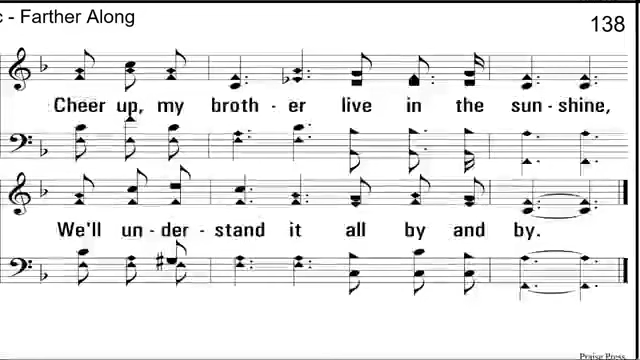 c - Farther Along
138
Cheer up, my broth - er live in the sun - shine,
We'll un - der - stand it all by and by.
Praise Press